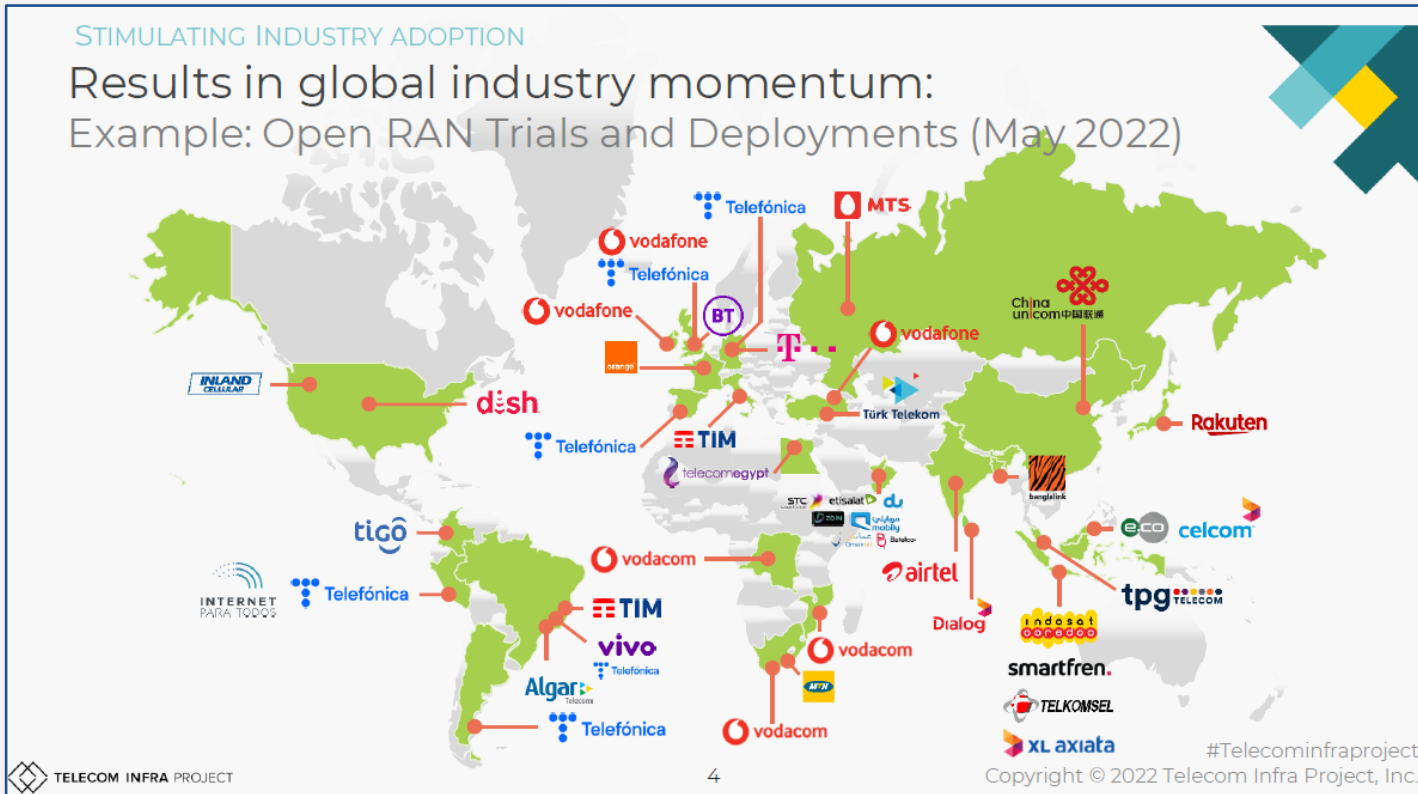 STIMULATING INDUSTRY ADOPTION
Results in global industry momentum:
Example: Open RAN Trials and Deployments (May 2022)
Telefónica
MTS
vodafone
Telefónica
vodafone
BT
T
orange
vodafone
China
unicom中国联通
INLAND
CELLULAR
dish
Türk Telekom
Rakuten
Telefónica
TIM
telecomegypt
banglalink
STC
etisalat
du
ZAIN
mobily
Batelco
tigo
vodacom
e.co
celcom
airtel
INTERNET
PARA TODOS
Telefónica
TIM
tpg TELECOM
Dialog
indosat
ooredoo
vivo
Telefónica
vodacom
smartfren.
Algar
Telecom
MTN
TELKOMSEL
Telefónica
vodacom
XL axiata
#Telecominfraproject
TELECOM INFRA PROJECT
4
Copyright © 2022 Telecom Infra Project, Inc.